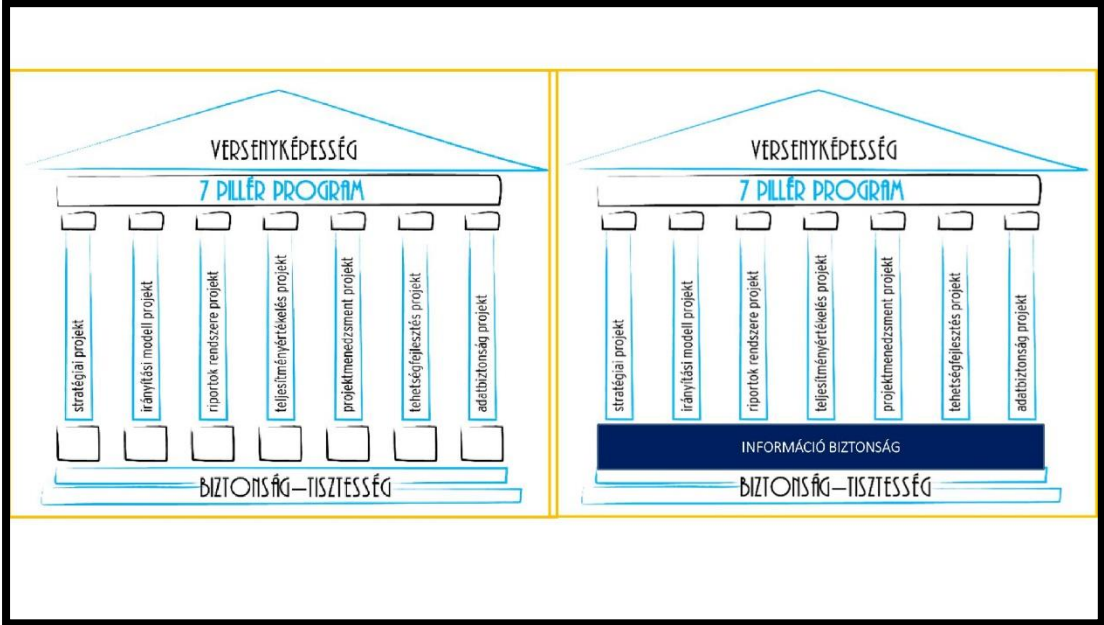 VERSENYKÉPESSÉG
7 PILLÉR PROGRAM
stratégiai projekt
irányítási modell projekt
riportok rendszere projekt
teljesítményértékelés projekt
projektmenedzsment projekt
tehetségfejlesztés projekt
adatbiztonság projekt
BIZTONSÁG–TISZTESSÉG
VERSENYKÉPESSÉG
7 PILLÉR PROGRAM
stratégiai projekt
irányítási modell projekt
riportok rendszere projekt
teljesítményértékelés projekt
projektmenedzsment projekt
tehetségfejlesztés projekt
adatbiztonság projekt
INFORMÁCIÓ BIZTONSÁG
BIZTONSÁG–TISZTESSÉG